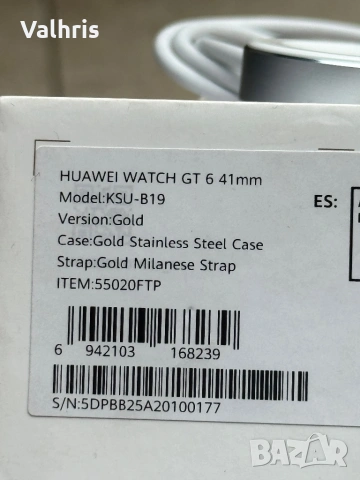 Valhris
HUAWEI WATCH GT 6 41mm
Model:KSU-B19
Version:Gold
Case:Gold Stainless Steel Case
Strap:Gold Milanese Strap
ITEM:55020FTP
ES:
6 942103 168239
S/N:5DPBB25A20100177
BAZAR